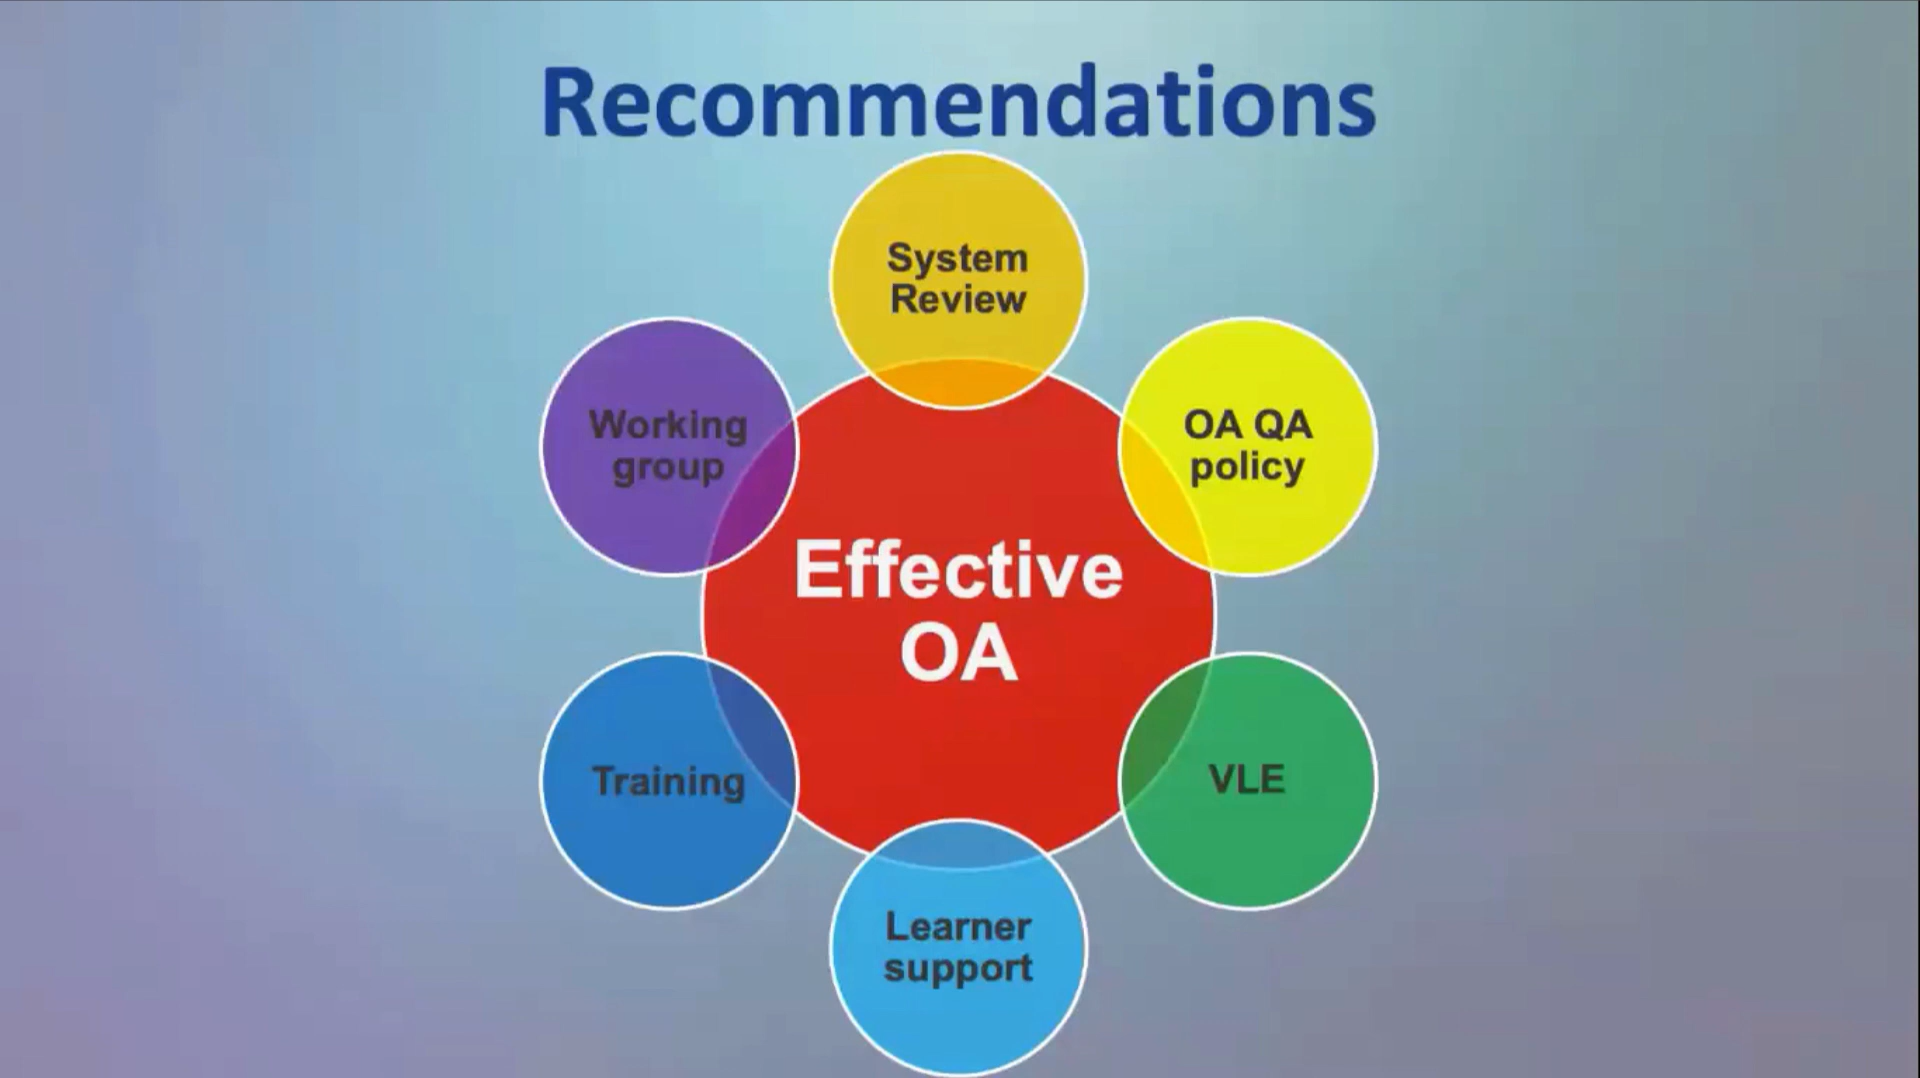 Recommendations
System
Review
Working
group
OA QA
policy
Effective
OA
Training
VLE
Learner
support